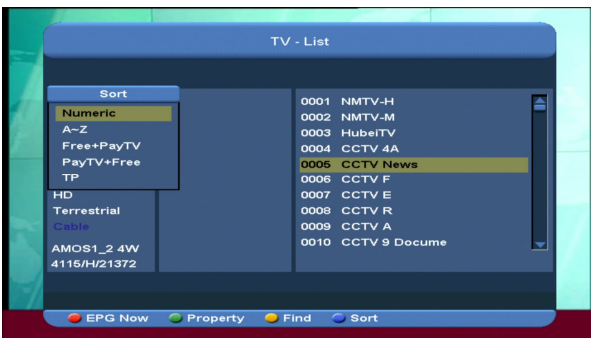 TV - List
Sort
Numeric
A~Z
Free+PayTV
PayTV+Free
TP
HD
Terrestrial
Cable
AMOS1_2 4W
4115/H/21372
0001 NMTV-H
0002 NMTV-M
0003 HubeiTV
0004 CCTV 4A
0005 CCTV News
0006 CCTV F
0007 CCTV E
0008 CCTV R
0009 CCTV A
0010 CCTV 9 Docume
EPG Now Property Find Sort